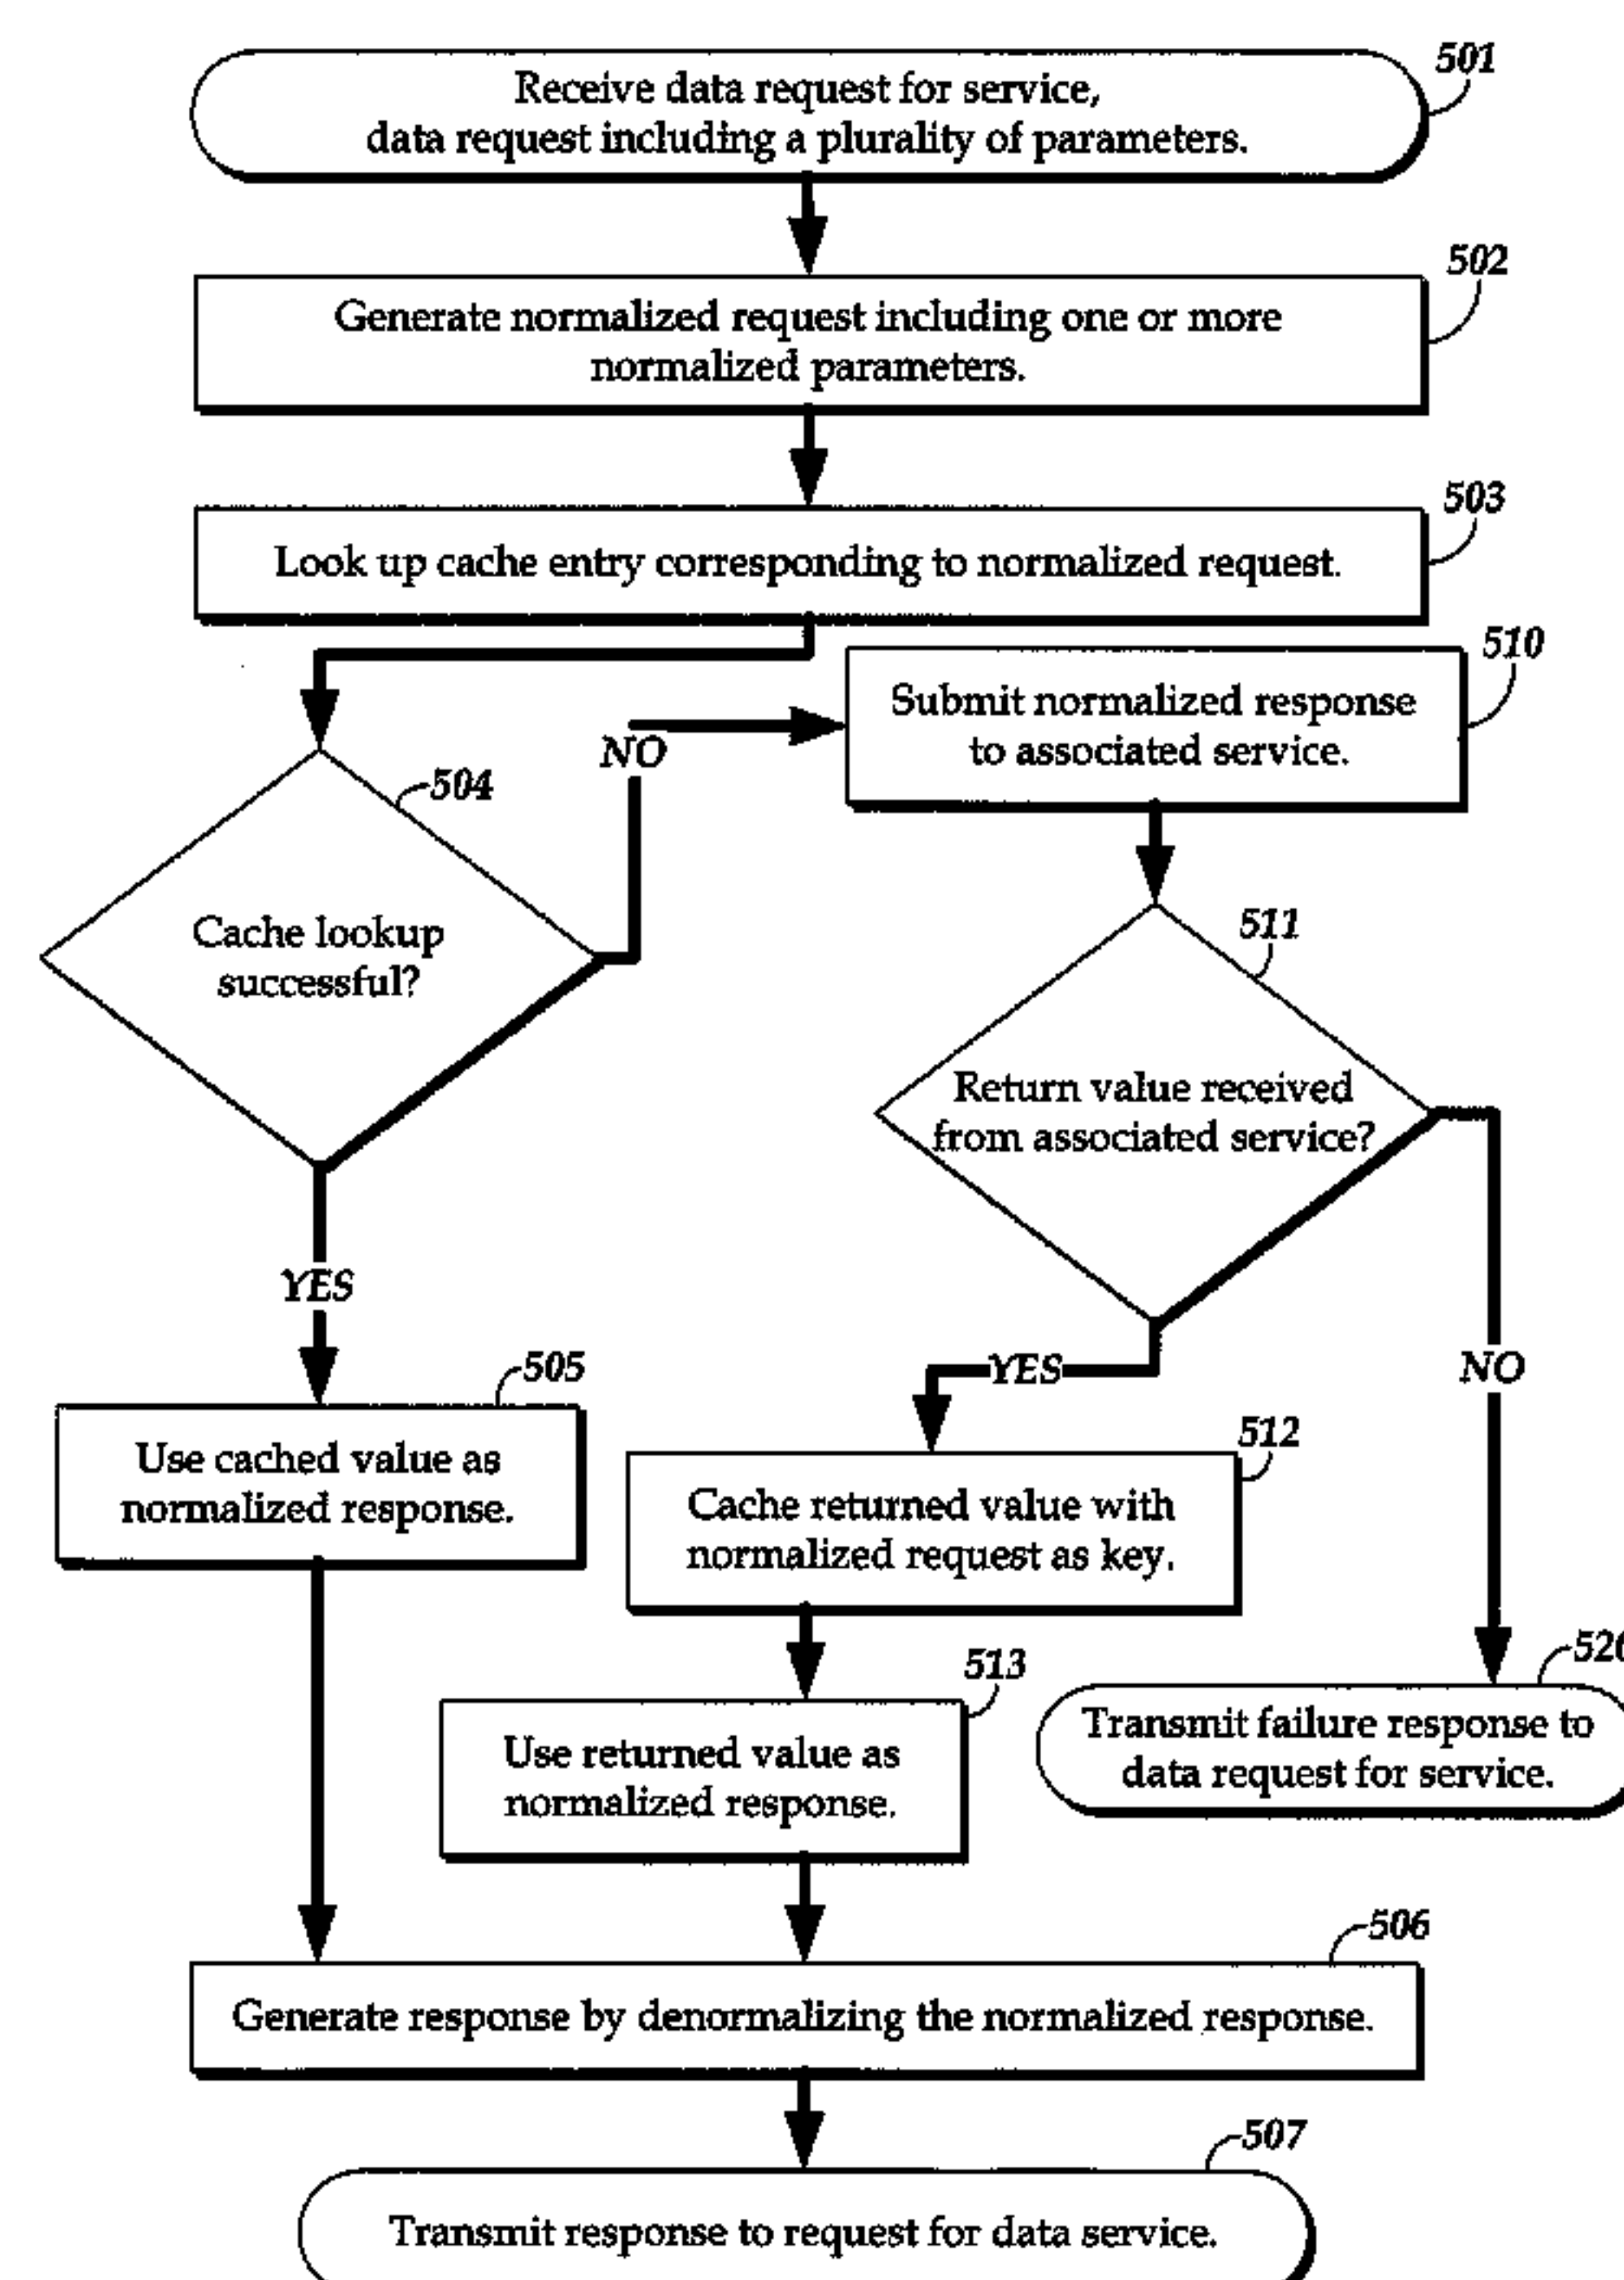 501
Receive data request for service,
data request including a plurality of parameters.
502
Generate normalized request including one or more
normalized parameters.
503
Look up cache entry corresponding to normalized request.
510
Submit normalized response
to associated service.
NO
504
Cache lookup
successful?
511
Return value received
from associated service?
YES
505
Use cached value as
normalized response.
YES
NO
512
Cache returned value with
normalized request as key.
513
Use returned value as
normalized response.
520
Transmit failure response to
data request for service.
506
Generate response by denormalizing the normalized response.
507
Transmit response to request for data service.